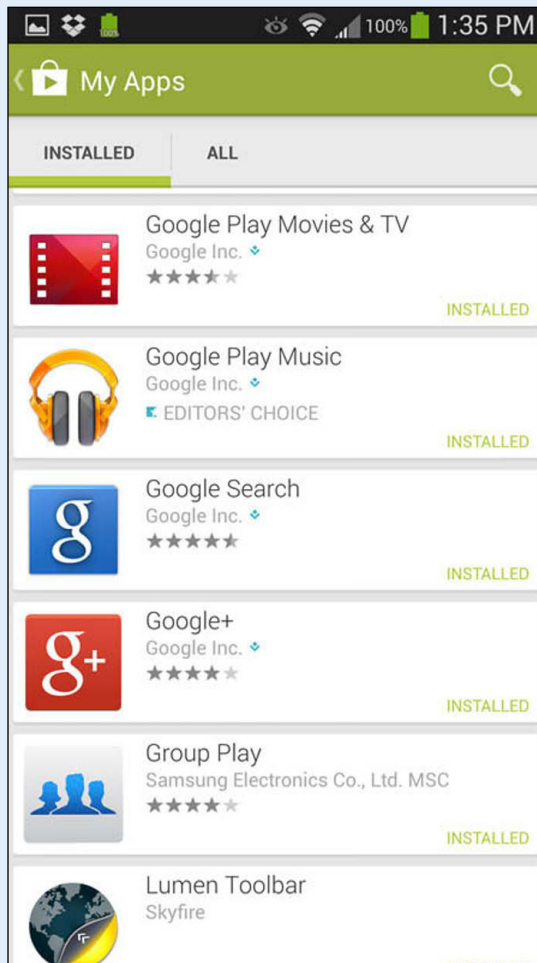 100%
100%
1:35 PM
My Apps
INSTALLED
ALL
Google Play Movies & TV
Google Inc.
INSTALLED
Google Play Music
Google Inc.
EDITORS' CHOICE
INSTALLED
g
Google Search
Google Inc.
INSTALLED
g+
Google+
Google Inc.
INSTALLED
Group Play
Samsung Electronics Co., Ltd. MSC
INSTALLED
Lumen Toolbar
Skyfire